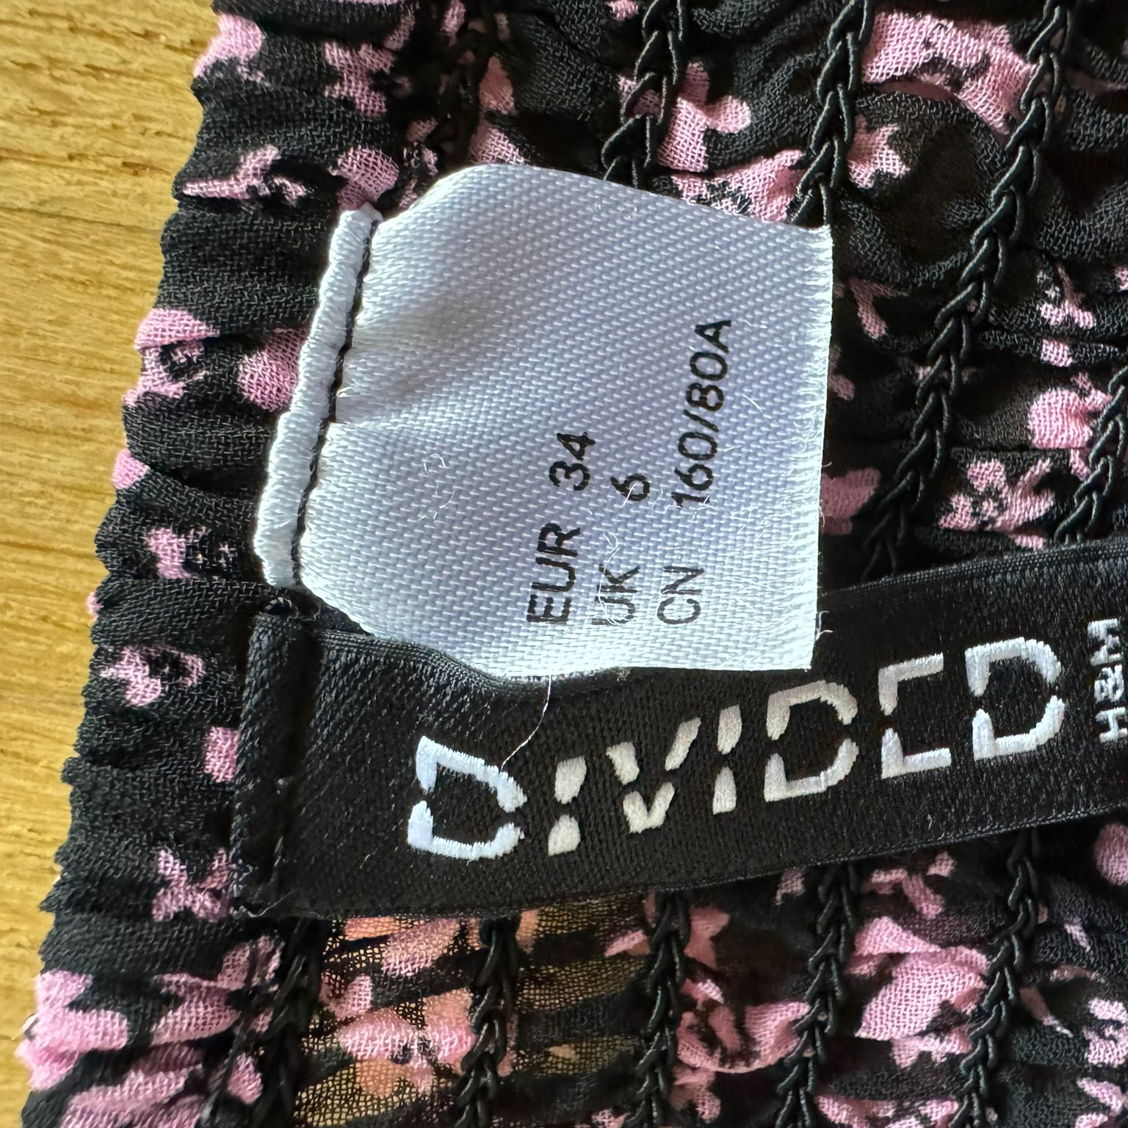 EUR 34
UK 6
CN 160/80A
DIVIDED
H&M